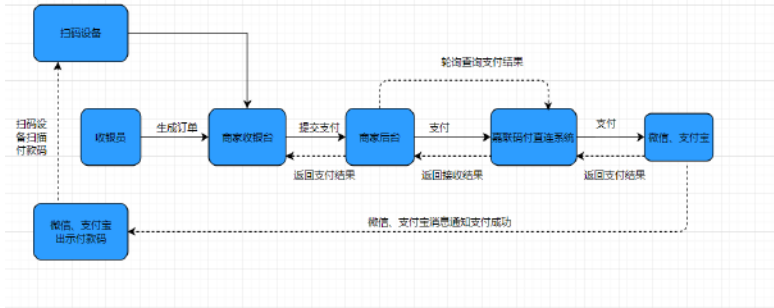 扫码设备
轮询查询支付结果
扫码设
备扫描
付款码
收银员
生成订单
商家收银台
提交支付
商家后台
支付
嘉联码付直连系统
支付
微信、支付宝
返回支付结果
返回接收结果
返回支付结果
微信、支付宝
出示付款码
微信、支付宝消息通知支付成功